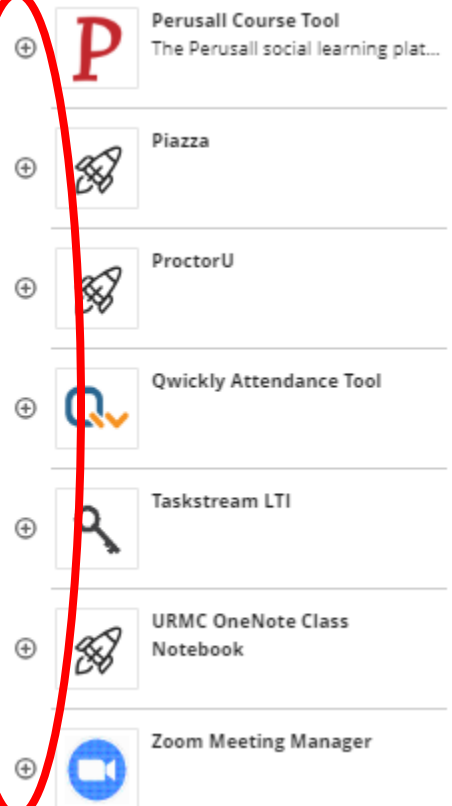 P
Perusall Course Tool
The Perusall social learning plat...
Piazza
ProctorU
Qwickly Attendance Tool
Taskstream LTI
URMC OneNote Class
Notebook
Zoom Meeting Manager